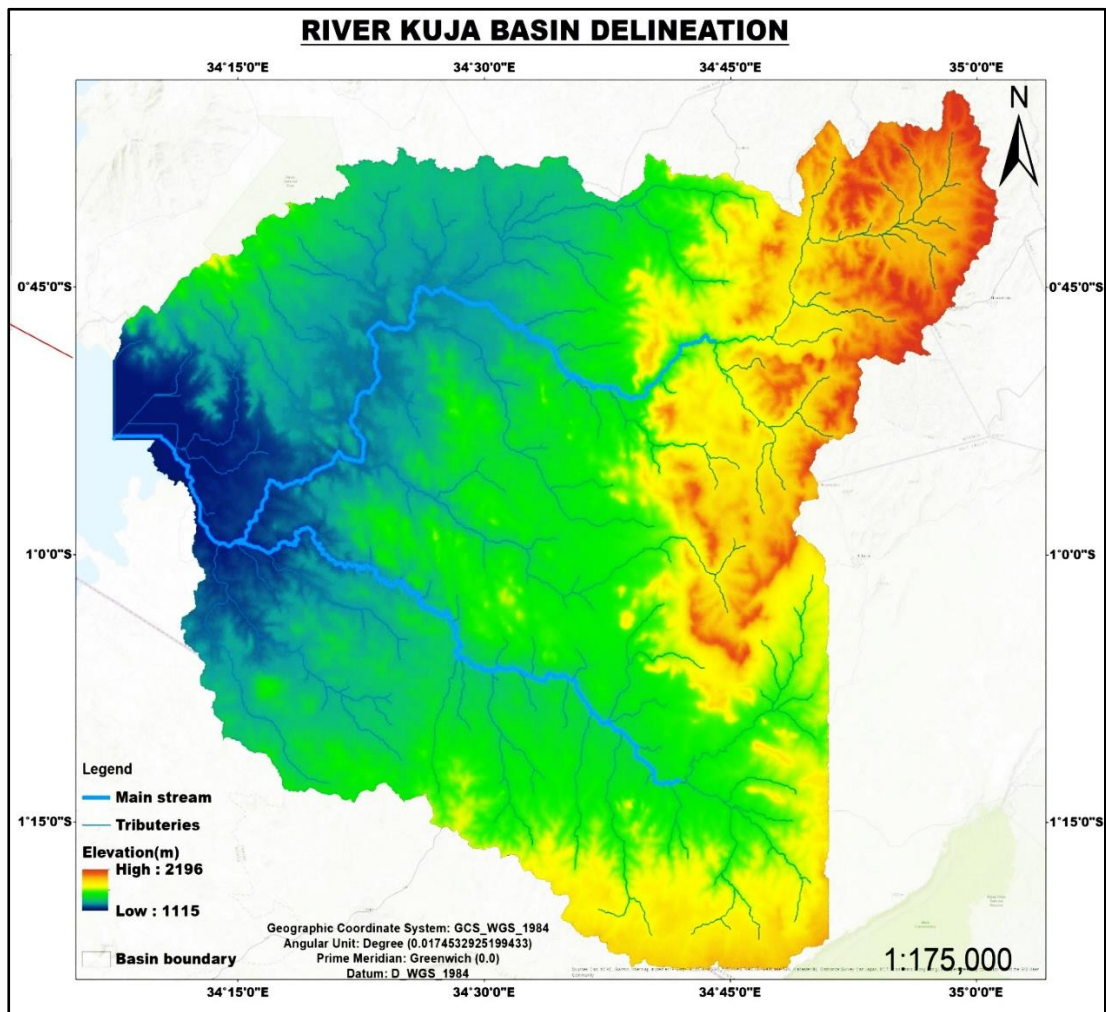 RIVER KUJA BASIN DELINEATION
34°15'0"E 34°30'0"E 34°45'0"E 35°0'0"E
N
0°45'0"S 0°45'0"S
1°0'0"S 1°0'0"S
1°15'0"S 1°15'0"S
Legend
Main stream
Tributeries
Elevation(m)
High : 2196
Low : 1115
Basin boundary
Geographic Coordinate System: GCS_WGS_1984
Angular Unit: Degree (0.0174532925199433)
Prime Meridian: Greenwich (0.0)
Datum: D_WGS_1984
1:175,000
34°15'0"E 34°30'0"E 34°45'0"E 35°0'0"E